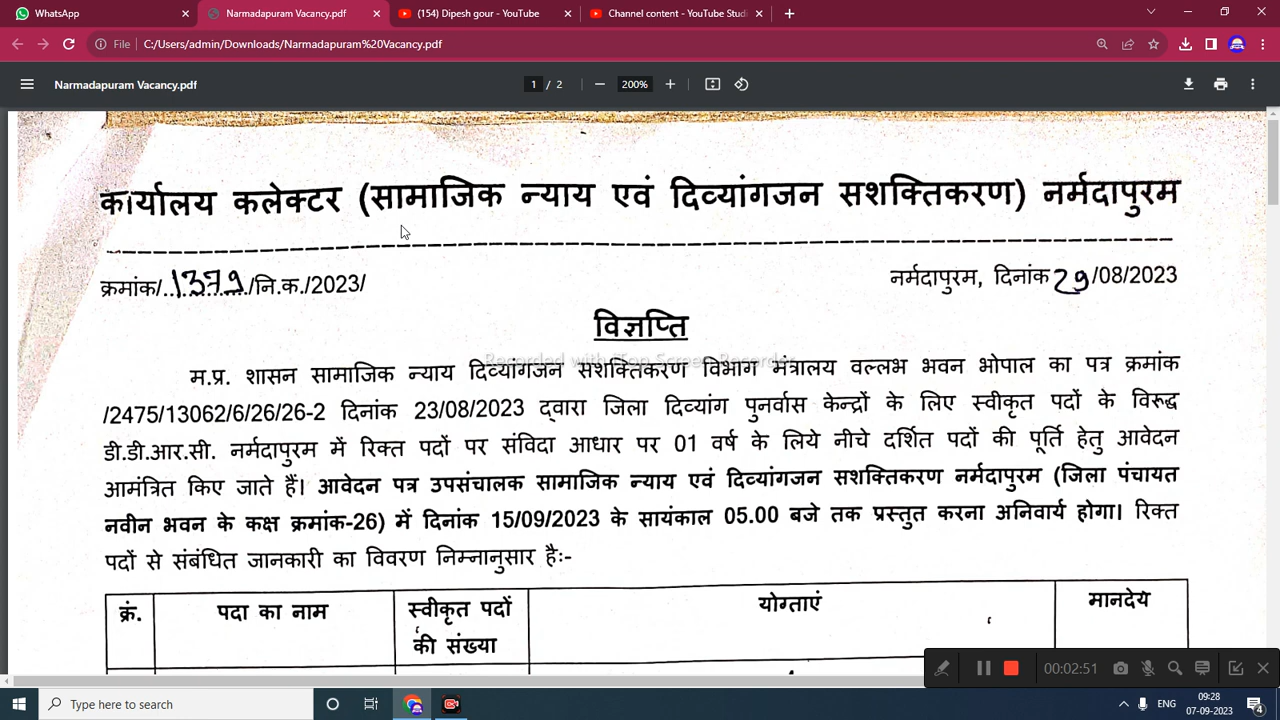 WhatsApp
Narmadapuram Vacancy.pdf
(154) Dipesh gour - YouTube
Channel content - YouTube Studi
File C:/Users/admin/Downloads/Narmadapuram%20Vacancy.pdf
Narmadapuram Vacancy.pdf
1 / 2
200%
कार्यालय कलेक्टर (सामाजिक न्याय एवं दिव्यांगजन सशक्तिकरण) नर्मदापुरम
क्रमांक/..1379../नि.क./2023/
नर्मदापुरम, दिनांक 29/08/2023
विज्ञप्ति
Recorded with iTop Screen Recorder
म.प्र. शासन सामाजिक न्याय दिव्यांगजन सशक्तिकरण विभाग मंत्रालय वल्लभ भवन भोपाल का पत्र क्रमांक
/2475/13062/6/26/26-2 दिनांक 23/08/2023 द्वारा जिला दिव्यांग पुनर्वास केन्द्रों के लिए स्वीकृत पदों के विरूद्ध
डी.डी.आर.सी. नर्मदापुरम में रिक्त पदों पर संविदा आधार पर 01 वर्ष के लिये नीचे दर्शित पदों की पूर्ति हेतु आवेदन
आमंत्रित किए जाते हैं। आवेदन पत्र उपसंचालक सामाजिक न्याय एवं दिव्यांगजन सशक्तिकरण नर्मदापुरम (जिला पंचायत
नवीन भवन के कक्ष क्रमांक-26) में दिनांक 15/09/2023 के सायंकाल 05.00 बजे तक प्रस्तुत करना अनिवार्य होगा। रिक्त
पदों से संबंधित जानकारी का विवरण निम्नानुसार हैः-
क्रं.
पदा का नाम
स्वीकृत पदों
की संख्या
योग्ताएं
मानदेय
00:02:51
Type here to search
ENG
09:28
07-09-2023
4